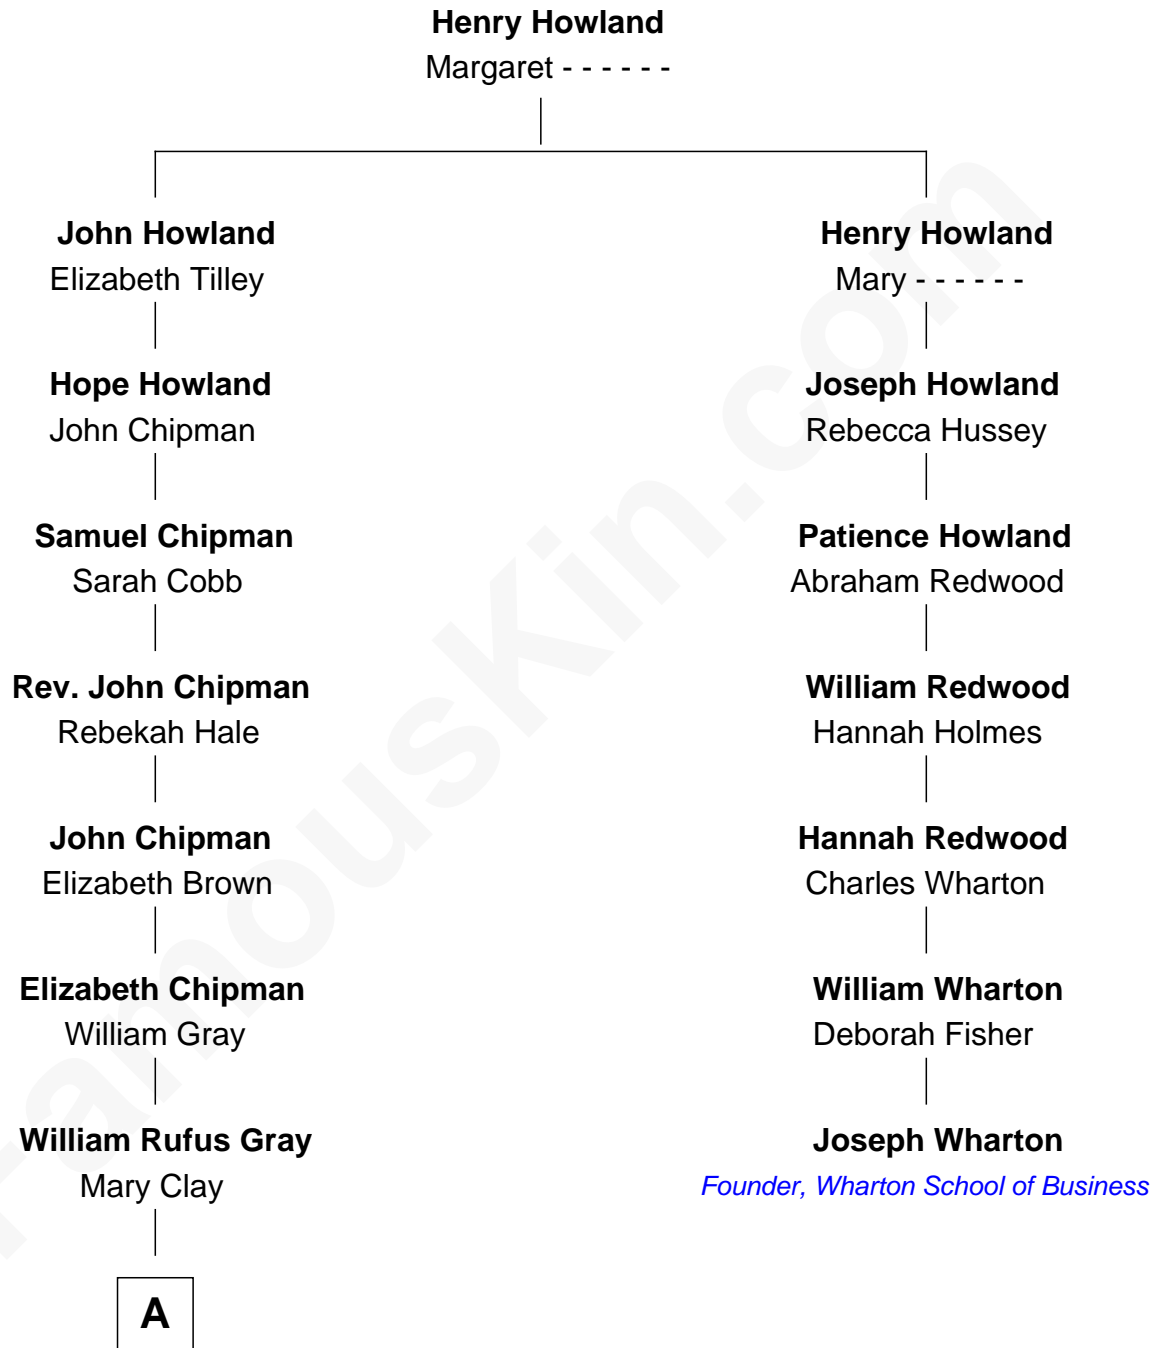 Henry Howland
Margaret - - - - - -
John Howland
Elizabeth Tilley
Henry Howland
Mary - - - - - -
Hope Howland
John Chipman
Joseph Howland
Rebecca Hussey
Samuel Chipman
Sarah Cobb
Patience Howland
Abraham Redwood
Rev. John Chipman
Rebekah Hale
William Redwood
Hannah Holmes
John Chipman
Elizabeth Brown
Hannah Redwood
Charles Wharton
Elizabeth Chipman
William Gray
William Wharton
Deborah Fisher
William Rufus Gray
Mary Clay
Joseph Wharton
Founder, Wharton School of Business
A
FamousKin.com